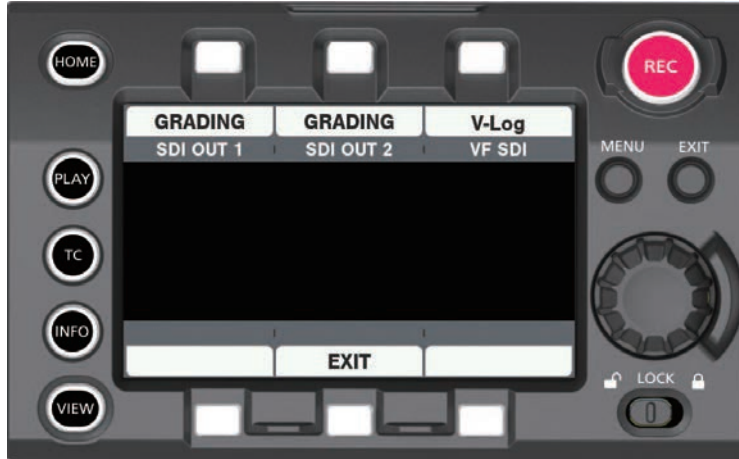 HOME
REC
GRADING GRADING V-Log
SDI OUT 1 SDI OUT 2 VF SDI
MENU EXIT
PLAY
TC
INFO
EXIT
LOCK
VIEW